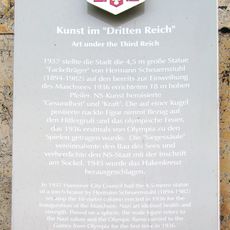 Kunst im "Dritten Reich"
Art under the Third Reich
1937 stellte die Stadt die 4,5 m große Statue
"Fackelträger" von Hermann Scheuernstuhl
(1894-1982) auf den bereits zur Einweihung
des Maschsees 1936 errichteten 18 m hohen
Pfeiler. NS-Kunst benutzte
"Gesundheit" und "Kraft". Die auf einer Kugel
postierte nackte Figur nimmt Bezug auf
den Hitlergruß und das olympische Feuer,
das 1936 erstmals von Olympia zu den
Spielen getragen wurde. Die "Siegessäule"
vereinnahmte den Bau des Sees und
verherrlichte den NS-Staat mit der Inschrift
am Sockel. 1945 wurde das Hakenkreuz
herausgeschlagen.
In 1937 Hannover City Council had the 4.5-metre statue
of a torch-bearer by Hermann Scheuernstuhl (1894-1982)
set atop the 18-metre column erected in 1936 for the
inauguration of the Maschsee. Nazi art idolised health and
strength. Poised on a sphere, the nude figure refers to
the Nazi salute and the Olympic flame carried to the
Games from Olympia for the first time in 1936.